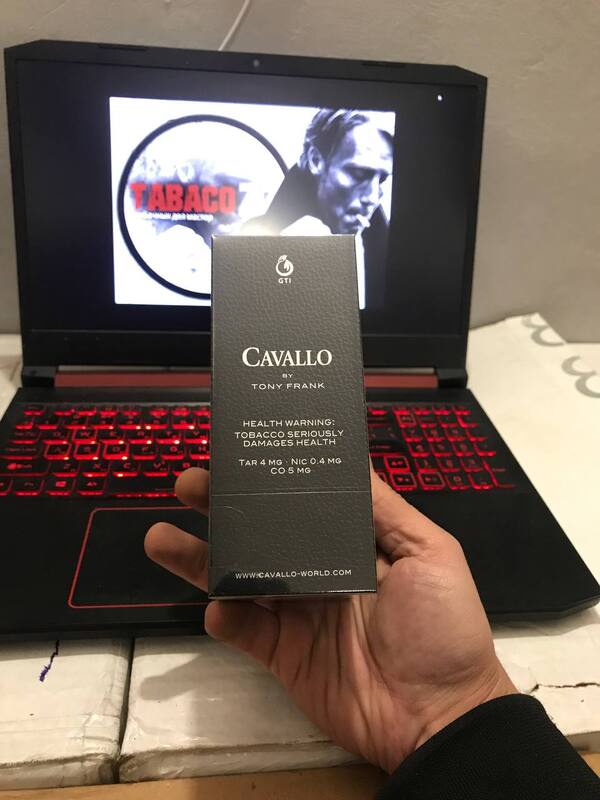 TABACO
GTI
CAVALLO
BY
TONY FRANK
HEALTH WARNING:
TOBACCO SERIOUSLY
DAMAGES HEALTH
TAR 4 MG · NIC 0.4 MG
CO 5 MG
WWW.CAVALLO-WORLD.COM